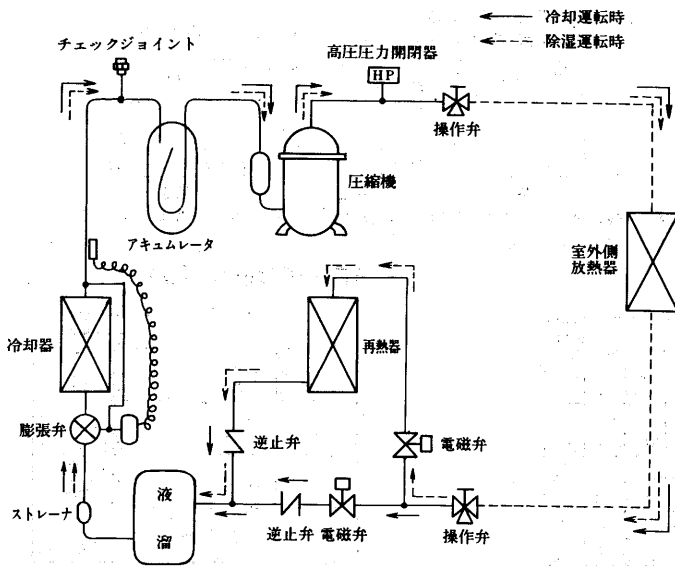 冷却運転時
除湿運転時
チェックジョイント
高圧圧力開閉器
HP
操作弁
圧縮機
アキュムレータ
室外側
放熱器
冷却器
再熱器
膨張弁
逆止弁
電磁弁
ストレーナ
液
溜
逆止弁
電磁弁
操作弁